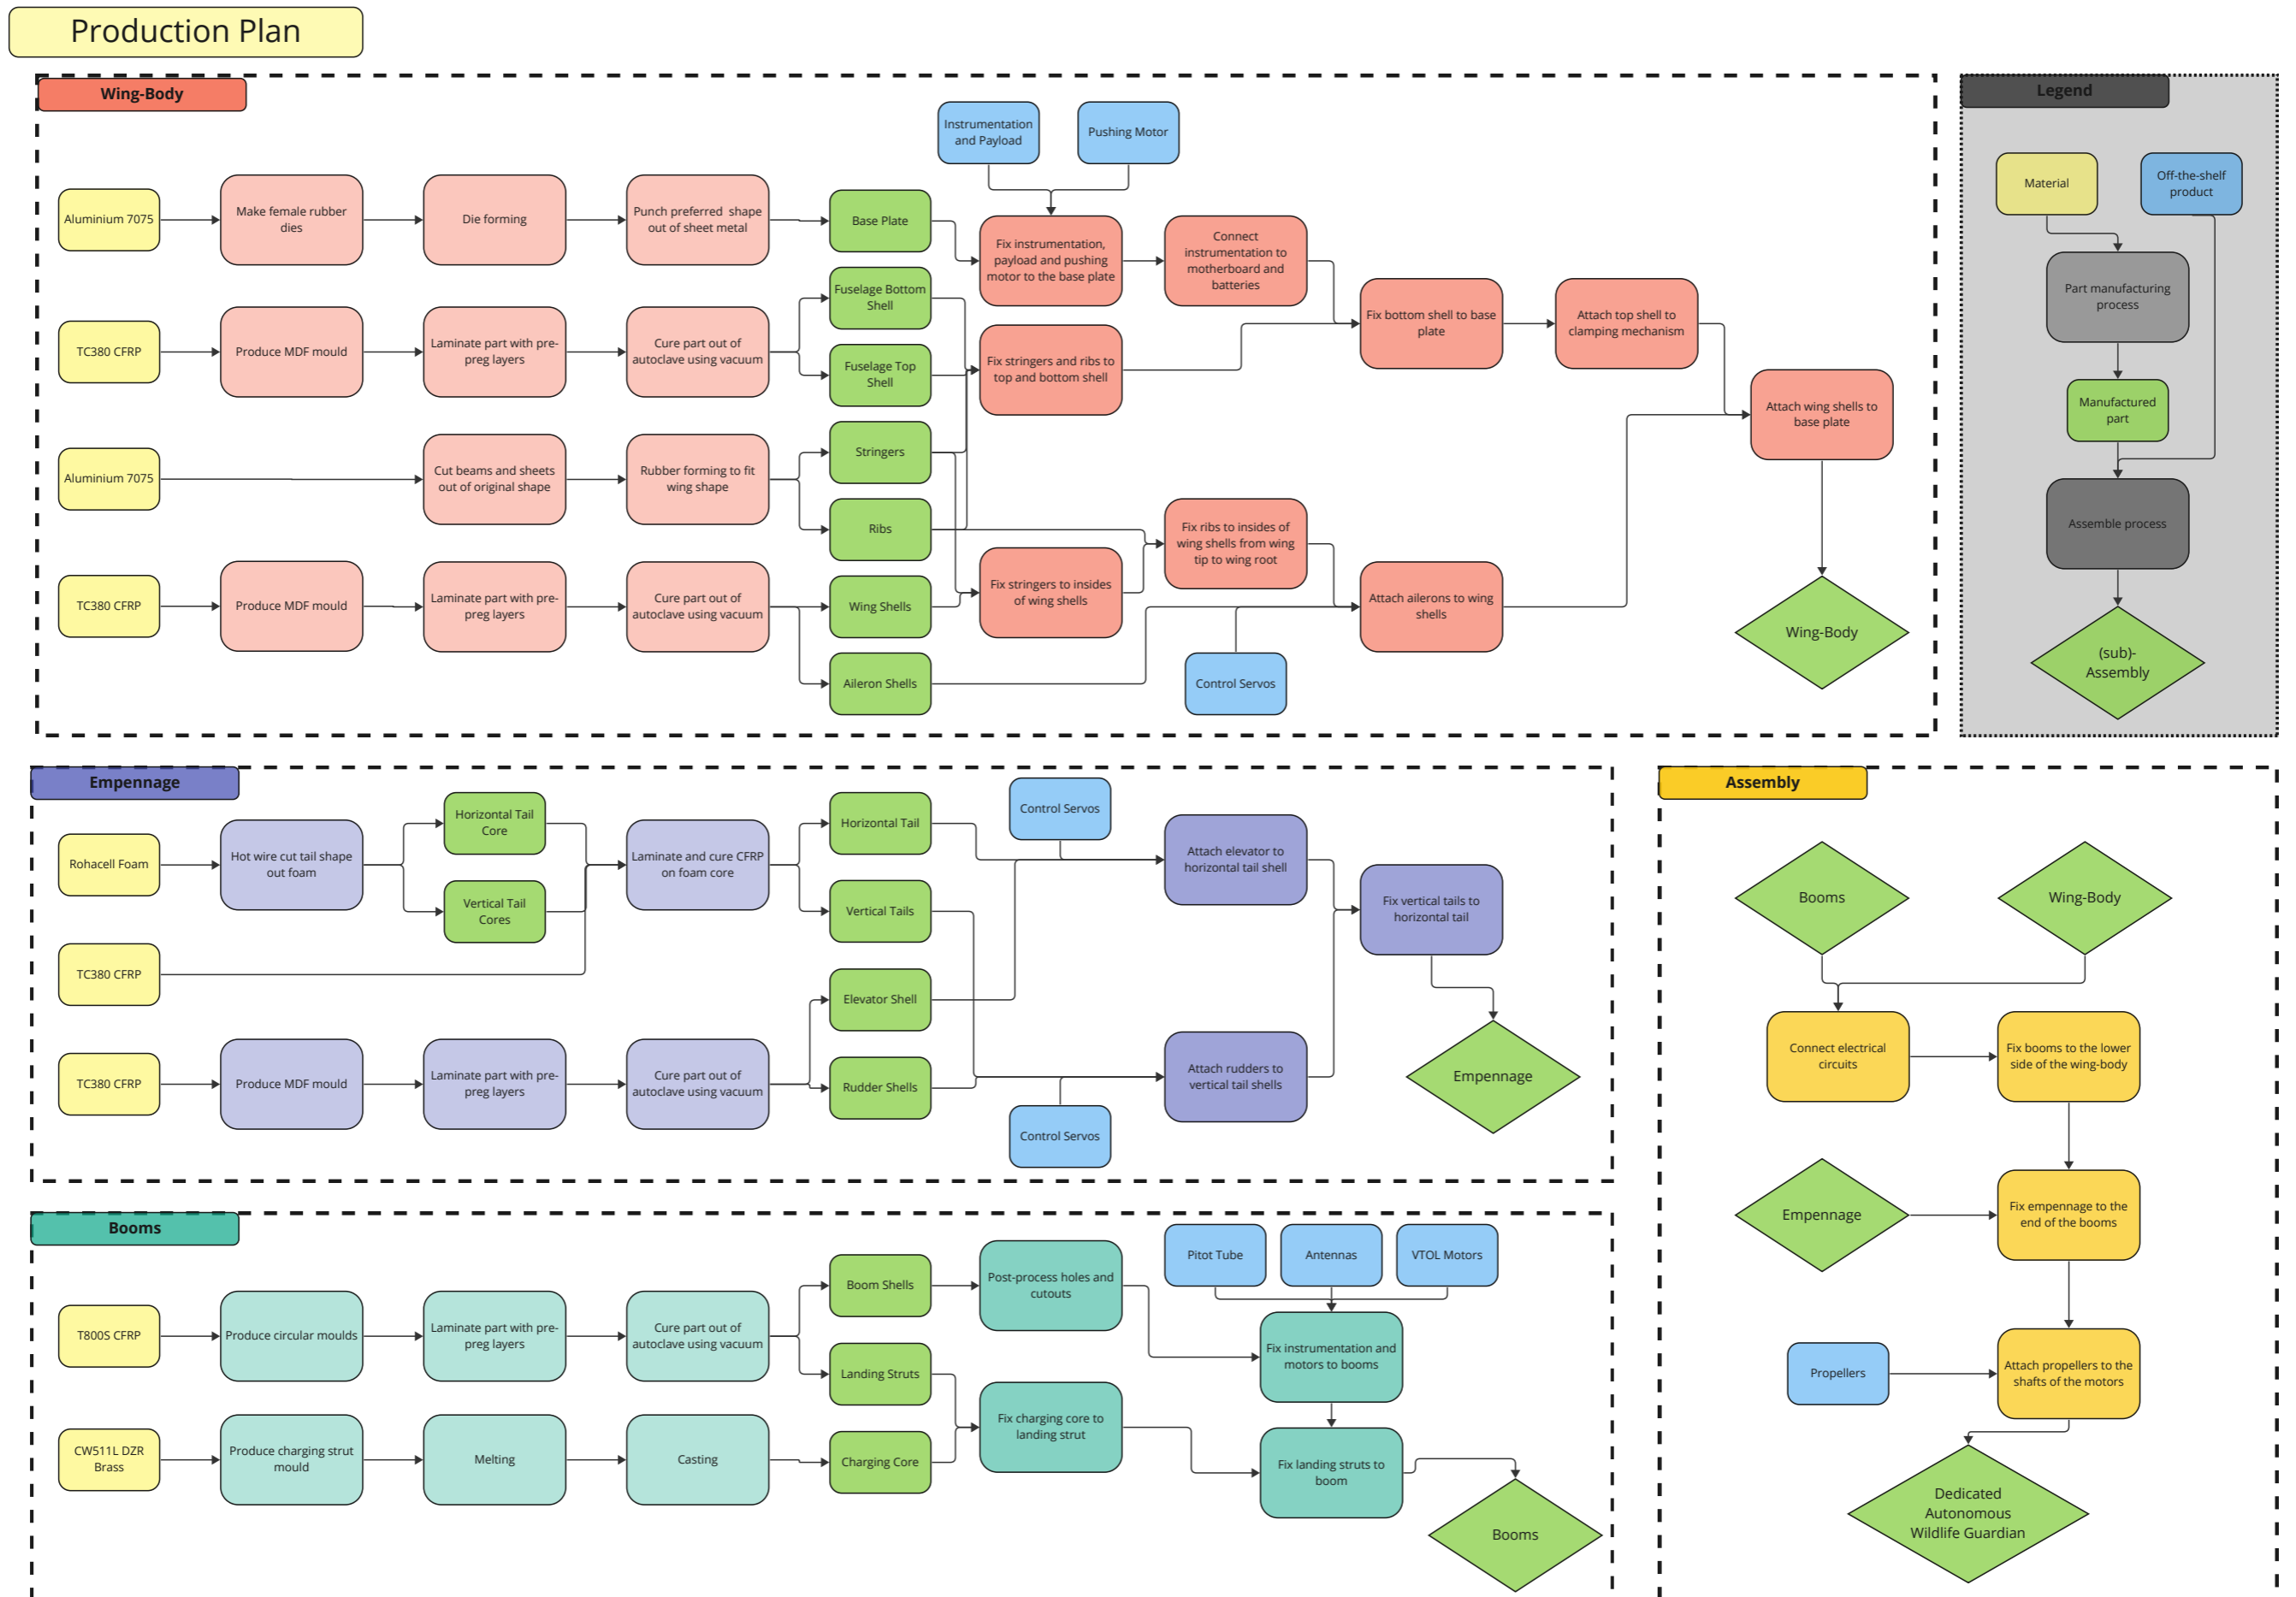 Production Plan
Wing-Body
Legend
Instrumentation
and Payload
Pushing Motor
Material
Off-the-shelf
product
Aluminium 7075
Make female rubber
dies
Die forming
Punch preferred shape
out of sheet metal
Base Plate
Fix instrumentation,
payload and pushing
motor to the base plate
Connect
instrumentation to
motherboard and
batteries
Part manufacturing
process
Fuselage Bottom
Shell
TC380 CFRP
Produce MDF mould
Laminate part with pre-
preg layers
Cure part out of
autoclave using vacuum
Fuselage Top
Shell
Fix stringers and ribs to
top and bottom shell
Fix bottom shell to base
plate
Attach top shell to
clamping mechanism
Attach wing shells to
base plate
Manufactured
part
Aluminium 7075
Cut beams and sheets
out of original shape
Rubber forming to fit
wing shape
Stringers
Ribs
Fix ribs to insides of
wing shells from wing
tip to wing root
Assemble process
TC380 CFRP
Produce MDF mould
Laminate part with pre-
preg layers
Cure part out of
autoclave using vacuum
Wing Shells
Fix stringers to insides
of wing shells
Attach ailerons to wing
shells
Wing-Body
(sub)-
Assembly
Aileron Shells
Control Servos
Empennage
Rohacell Foam
Hot wire cut tail shape
out foam
Horizontal Tail
Core
Vertical Tail
Cores
Laminate and cure CFRP
on foam core
Horizontal Tail
Vertical Tails
Control Servos
Attach elevator to
horizontal tail shell
Fix vertical tails to
horizontal tail
TC380 CFRP
Elevator Shell
TC380 CFRP
Produce MDF mould
Laminate part with pre-
preg layers
Cure part out of
autoclave using vacuum
Rudder Shells
Attach rudders to
vertical tail shells
Control Servos
Empennage
Assembly
Booms
Wing-Body
Connect electrical
circuits
Fix booms to the lower
side of the wing-body
Empennage
Fix empennage to the
end of the booms
Propellers
Attach propellers to the
shafts of the motors
Dedicated
Autonomous
Wildlife Guardian
Booms
T800S CFRP
Produce circular moulds
Laminate part with pre-
preg layers
Cure part out of
autoclave using vacuum
Boom Shells
Landing Struts
Post-process holes and
cutouts
Pitot Tube
Antennas
VTOL Motors
Fix instrumentation and
motors to booms
CW511L DZR
Brass
Produce charging strut
mould
Melting
Casting
Charging Core
Fix charging core to
landing strut
Fix landing struts to
boom
Booms